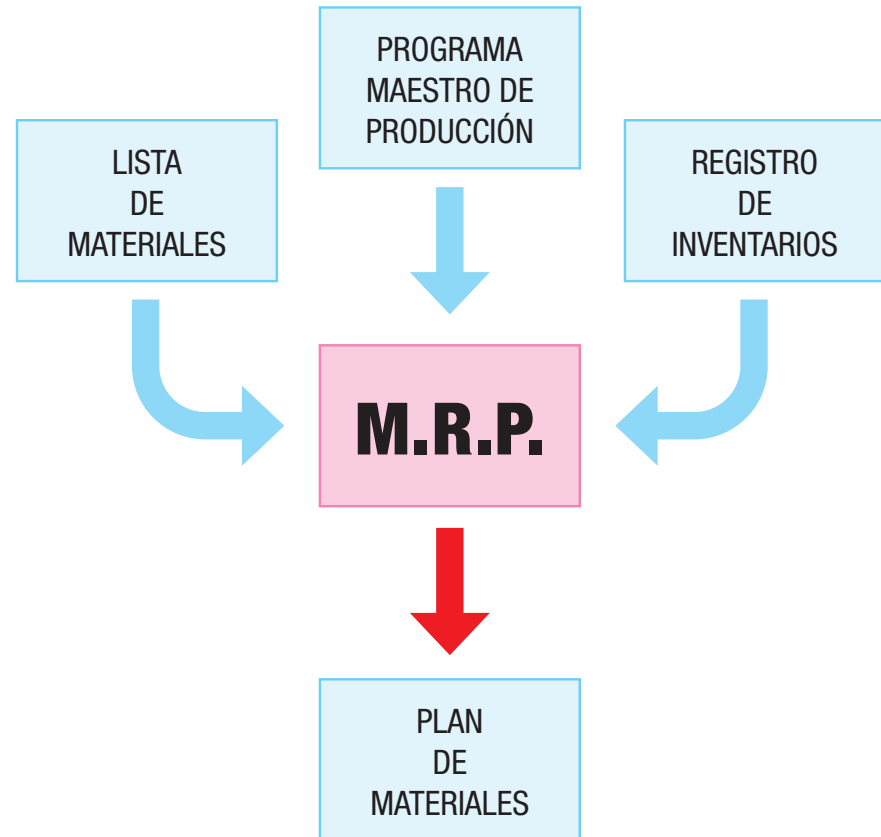 PROGRAMA
MAESTRO DE
PRODUCCIÓN
LISTA
DE
MATERIALES
REGISTRO
DE
INVENTARIOS
M.R.P.
PLAN
DE
MATERIALES